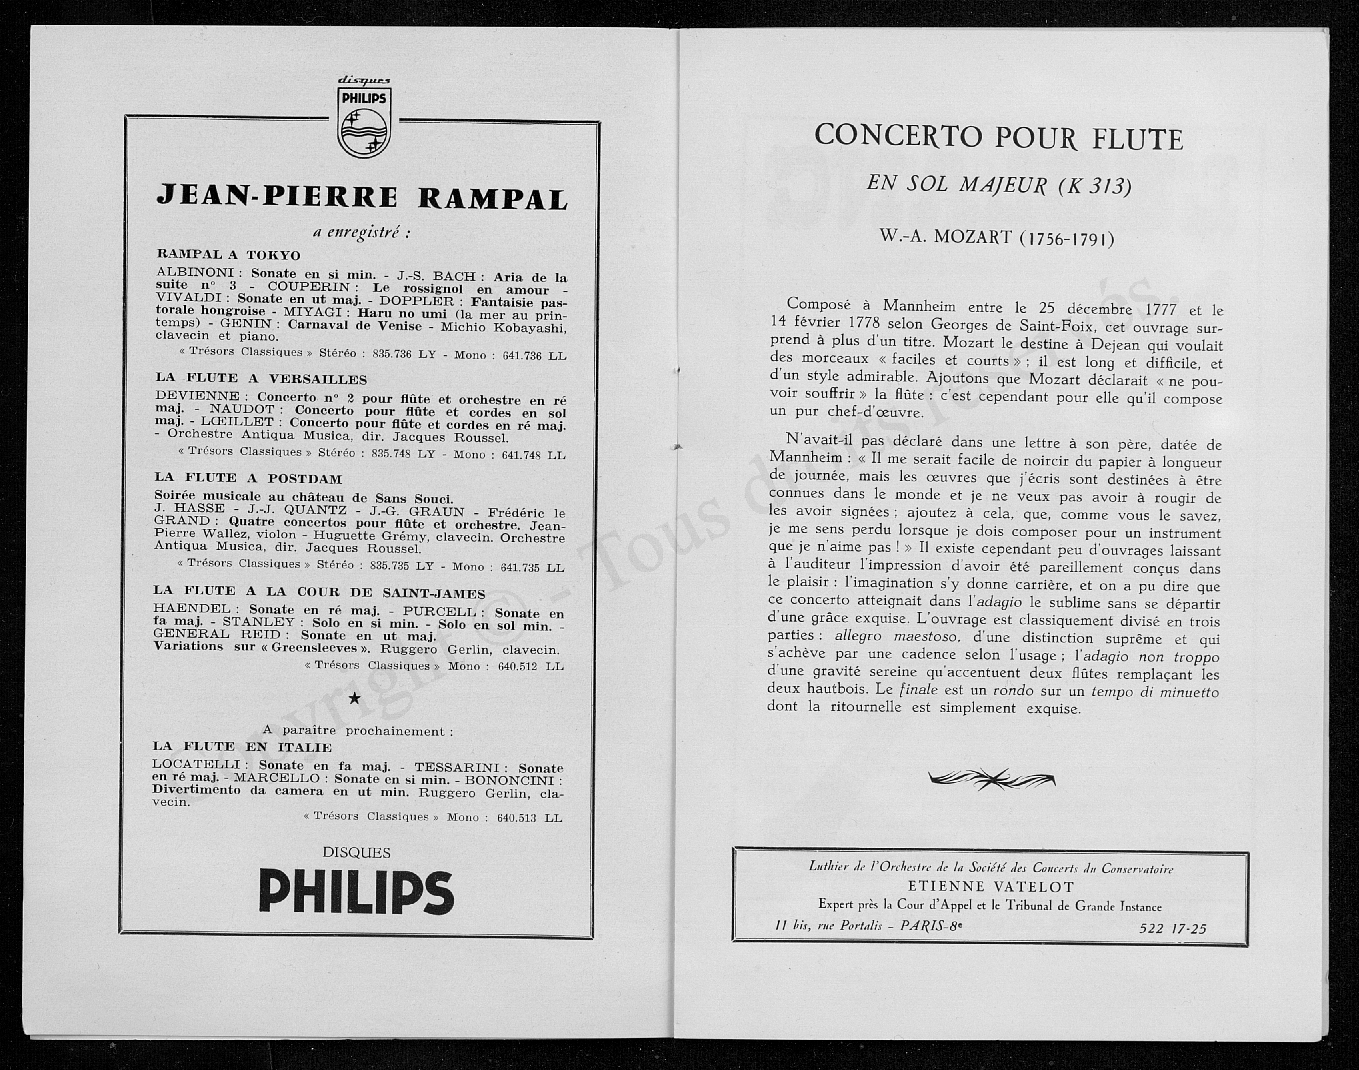 disques
PHILIPS
JEAN-PIERRE RAMPAL
a enregistré :
RAMPAL A TOKYO
ALBINONI : Sonate en si min. - J.-S. BACH : Aria de la
suite n° 3 - COUPERIN : Le rossignol en amour -
VIVALDI : Sonate en ut maj. - DOPPLER : Fantaisie pas-
torale hongroise - MIYAGI : Haru no umi (la mer au prin-
temps) - GENIN : Carnaval de Venise - Michio Kobayashi,
clavecin et piano.
« Trésors Classiques » Stéréo : 835.736 LY - Mono : 641.736 LL
LA FLUTE A VERSAILLES
DEVIENNE : Concerto n° 2 pour flûte et orchestre en ré
maj. - NAUDOT : Concerto pour flûte et cordes en sol
maj. - LŒILLET : Concerto pour flûte et cordes en ré maj.
- Orchestre Antiqua Musica, dir. Jacques Roussel.
« Trésors Classiques » Stéréo : 835.748 LY - Mono : 641.748 LL
LA FLUTE A POSTDAM
Soirée musicale au château de Sans Souci.
J. HASSE - J.-J. QUANTZ - J.-G. GRAUN - Frédéric le
GRAND : Quatre concertos pour flûte et orchestre. Jean-
Pierre Wallez, violon - Huguette Grémy, clavecin. Orchestre
Antiqua Musica, dir. Jacques Roussel.
« Trésors Classiques » Stéréo : 835.735 LY - Mono : 641.735 LL
LA FLUTE A LA COUR DE SAINT-JAMES
HAENDEL : Sonate en ré maj. - PURCELL : Sonate en
fa maj. - STANLEY : Solo en si min. - Solo en sol min. -
GENERAL REID : Sonate en ut maj.
Variations sur « Greensleeves ». Ruggero Gerlin, clavecin.
« Trésors Classiques » Mono : 640.512 LL
A paraître prochainement :
LA FLUTE EN ITALIE
LOCATELLI : Sonate en fa maj. - TESSARINI : Sonate
en ré maj. - MARCELLO : Sonate en si min. - BONONCINI :
Divertimento da camera en ut min. Ruggero Gerlin, cla-
vecin.
« Trésors Classiques » Mono : 640.513 LL
DISQUES
PHILIPS
CONCERTO POUR FLUTE
EN SOL MAJEUR (K 313)
W.-A. MOZART (1756-1791)
Composé à Mannheim entre le 25 décembre 1777 et le
14 février 1778 selon Georges de Saint-Foix, cet ouvrage sur-
prend à plus d'un titre. Mozart le destine à Dejean qui voulait
des morceaux « faciles et courts » ; il est long et difficile, et
d'un style admirable. Ajoutons que Mozart déclarait « ne pou-
voir souffrir » la flûte : c'est cependant pour elle qu'il compose
un pur chef-d'œuvre.
N'avait-il pas déclaré dans une lettre à son père, datée de
Mannheim : « Il me serait facile de noircir du papier à longueur
de journée, mais les œuvres que j'écris sont destinées à être
connues dans le monde et je ne veux pas avoir à rougir de
les avoir signées ; ajoutez à cela, que, comme vous le savez,
je me sens perdu lorsque je dois composer pour un instrument
que je n'aime pas ! » Il existe cependant peu d'ouvrages laissant
à l'auditeur l'impression d'avoir été pareillement conçus dans
le plaisir : l'imagination s'y donne carrière, et on a pu dire que
ce concerto atteignait dans l'adagio le sublime sans se départir
d'une grâce exquise. L'ouvrage est classiquement divisé en trois
parties : allegro maestoso, d'une distinction suprême et qui
s'achève par une cadence selon l'usage ; l'adagio non troppo
d'une gravité sereine qu'accentuent deux flûtes remplaçant les
deux hautbois. Le finale est un rondo sur un tempo di minuetto
dont la ritournelle est simplement exquise.
Luthier de l'Orchestre de la Société des Concerts du Conservatoire
ETIENNE VATELOT
Expert près la Cour d'Appel et le Tribunal de Grande Instance
11 bis, rue Portalis - PARIS-8e 522 17-25
Copyright © - Tous droits réservés.